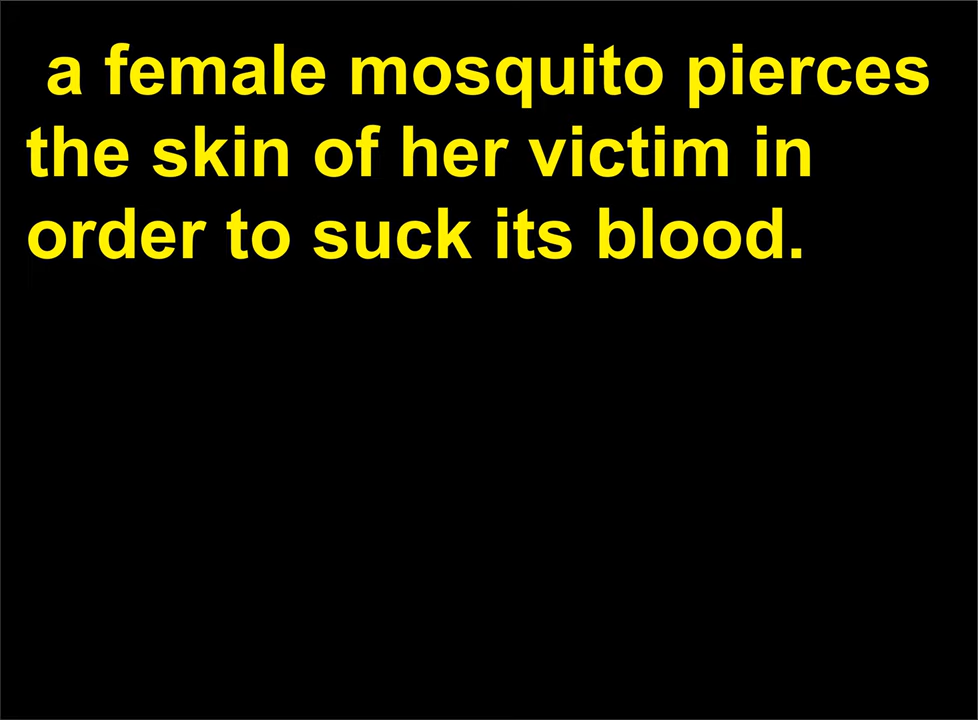 a female mosquito pierces
the skin of her victim in
order to suck its blood.